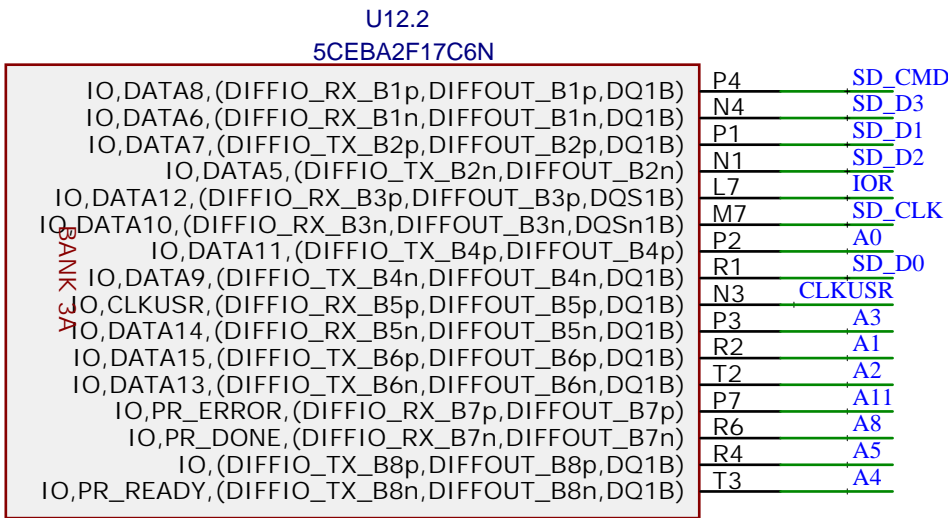 U12.2
5CEBA2F17C6N
IO,DATA8,(DIFFIO_RX_B1p,DIFFOUT_B1p,DQ1B) P4 SD_CMD
IO,DATA6,(DIFFIO_RX_B1n,DIFFOUT_B1n,DQ1B) N4 SD_D3
IO,DATA7,(DIFFIO_TX_B2p,DIFFOUT_B2p,DQ1B) P1 SD_D1
IO,DATA5,(DIFFIO_TX_B2n,DIFFOUT_B2n) N1 SD_D2
IO,DATA12,(DIFFIO_RX_B3p,DIFFOUT_B3p,DQS1B) L7 IOR
IO,DATA10,(DIFFIO_RX_B3n,DIFFOUT_B3n,DQSn1B) M7 SD_CLK
IO,DATA11,(DIFFIO_TX_B4p,DIFFOUT_B4p) P2 A0
IO,DATA9,(DIFFIO_TX_B4n,DIFFOUT_B4n,DQ1B) R1 SD_D0
IO,CLKUSR,(DIFFIO_RX_B5p,DIFFOUT_B5p,DQ1B) N3 CLKUSR
IO,DATA14,(DIFFIO_RX_B5n,DIFFOUT_B5n,DQ1B) P3 A3
IO,DATA15,(DIFFIO_TX_B6p,DIFFOUT_B6p,DQ1B) R2 A1
IO,DATA13,(DIFFIO_TX_B6n,DIFFOUT_B6n,DQ1B) T2 A2
IO,PR_ERROR,(DIFFIO_RX_B7p,DIFFOUT_B7p) P7 A11
IO,PR_DONE,(DIFFIO_RX_B7n,DIFFOUT_B7n) R6 A8
IO,(DIFFIO_TX_B8p,DIFFOUT_B8p,DQ1B) R4 A5
IO,PR_READY,(DIFFIO_TX_B8n,DIFFOUT_B8n,DQ1B) T3 A4
BANK 3A